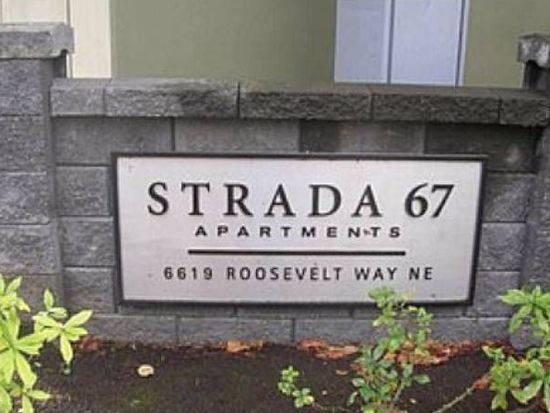 STRADA 67
APARTMENTS
6619 ROOSEVELT WAY NE